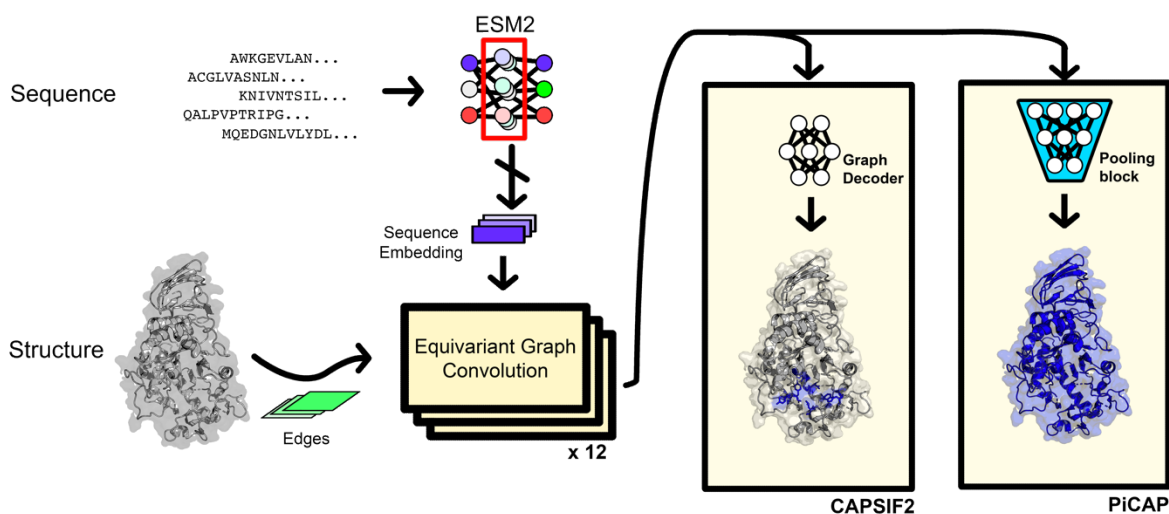 ESM2
Sequence
AWKGEVLAN...
ACGLVASNLN...
KNIVNTSIL...
QALPVPTRIPG...
MQEDGNLVLYDL...
Sequence
Embedding
Structure
Edges
Equivariant Graph
Convolution
x 12
Graph
Decoder
CAPSIF2
Pooling
block
PiCAP